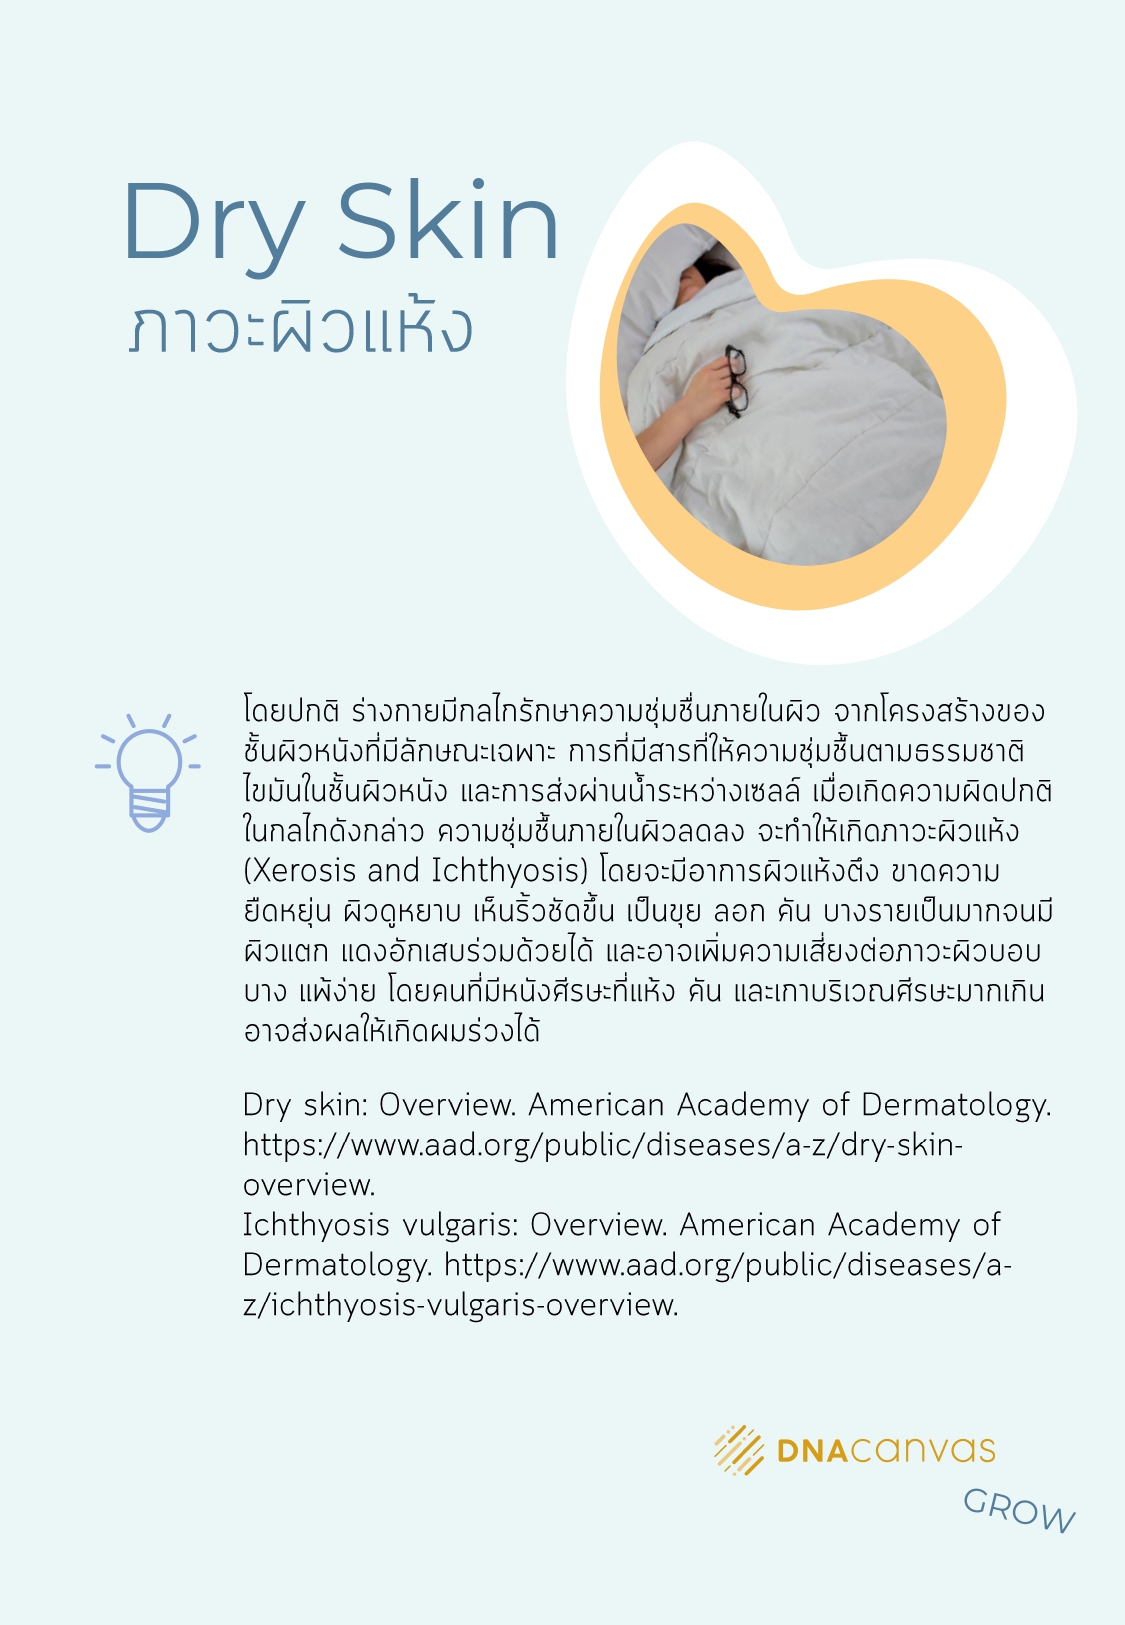 Dry Skin
ภาวะผิวแห้ง
โดยปกติ ร่างกายมีกลไกรักษาความชุ่มชื่นภายในผิว จากโครงสร้างของ
ชั้นผิวหนังที่มีลักษณะเฉพาะ การที่มีสารที่ให้ความชุ่มชื้นตามธรรมชาติ
ไขมันในชั้นผิวหนัง และการส่งผ่านน้ำระหว่างเซลล์ เมื่อเกิดความผิดปกติ
ในกลไกดังกล่าว ความชุ่มชื้นภายในผิวลดลง จะทำให้เกิดภาวะผิวแห้ง
(Xerosis and Ichthyosis) โดยจะมีอาการผิวแห้งตึง ขาดความ
ยืดหยุ่น ผิวดูหยาบ เห็นริ้วชัดขึ้น เป็นขุย ลอก คัน บางรายเป็นมากจนมี
ผิวแตก แดงอักเสบร่วมด้วยได้ และอาจเพิ่มความเสี่ยงต่อภาวะผิวบอบ
บาง แพ้ง่าย โดยคนที่มีหนังศีรษะที่แห้ง คัน และเกาบริเวณศีรษะมากเกิน
อาจส่งผลให้เกิดผมร่วงได้
Dry skin: Overview. American Academy of Dermatology.
https://www.aad.org/public/diseases/a-z/dry-skin-
overview.
Ichthyosis vulgaris: Overview. American Academy of
Dermatology. https://www.aad.org/public/diseases/a-
z/ichthyosis-vulgaris-overview.
DNAcanvas
GROW